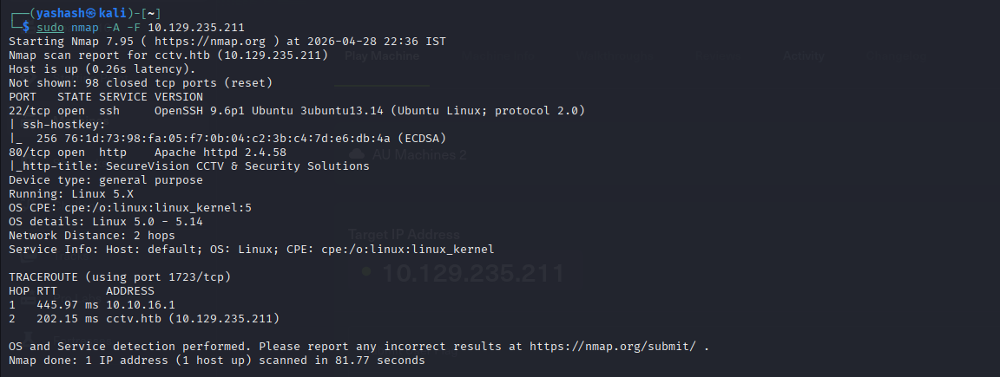 ┌──(yashash㉿kali)-[~]
└─$ sudo nmap -A -F 10.129.235.211
Starting Nmap 7.95 ( https://nmap.org ) at 2026-04-28 22:36 IST
Nmap scan report for cctv.htb (10.129.235.211)
Play Machine
Activity
Host is up (0.26s latency).
Not shown: 98 closed tcp ports (reset)
PORT   STATE SERVICE VERSION
22/tcp open  ssh     OpenSSH 9.6p1 Ubuntu 3ubuntu13.14 (Ubuntu Linux; protocol 2.0)
| ssh-hostkey:
|_  256 76:1d:73:98:fa:05:f7:0b:04:c2:3b:c4:7d:e6:db:4a (ECDSA)
80/tcp open  http    Apache httpd 2.4.58
AU Machines 2
|_http-title: SecureVision CCTV & Security Solutions
Device type: general purpose
Running: Linux 5.X
OS CPE: cpe:/o:linux:linux_kernel:5
OS details: Linux 5.0 - 5.14
Network Distance: 2 hops
Target IP Address
Service Info: Host: default; OS: Linux; CPE: cpe:/o:linux:linux_kernel
10.129.235.211
TRACEROUTE (using port 1723/tcp)
HOP RTT       ADDRESS
1   445.97 ms 10.10.16.1
2   202.15 ms cctv.htb (10.129.235.211)
OS and Service detection performed. Please report any incorrect results at https://nmap.org/submit/ .
Nmap done: 1 IP address (1 host up) scanned in 81.77 seconds